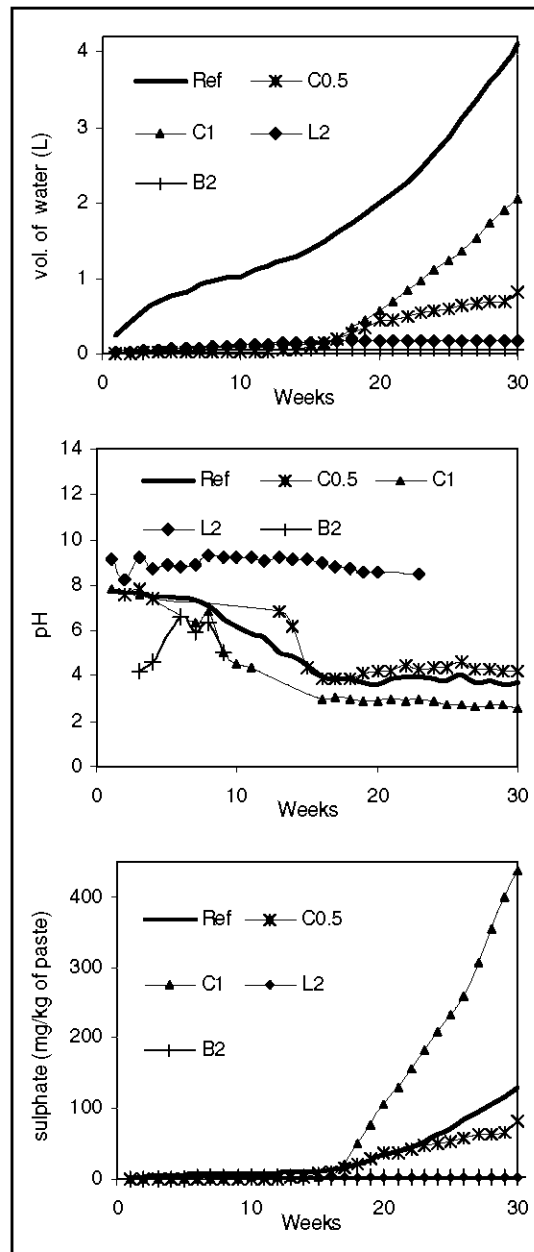 vol. of water (L)
4
3
2
1
0
Ref
C0.5
C1
L2
B2
0 10 20 30
Weeks
pH
14
12
10
8
6
4
2
0
Ref C0.5 C1
L2 B2
0 10 20 30
Weeks
sulphate (mg/kg of paste)
400
300
200
100
0
Ref C0.5
C1 L2
B2
0 10 20 30
Weeks